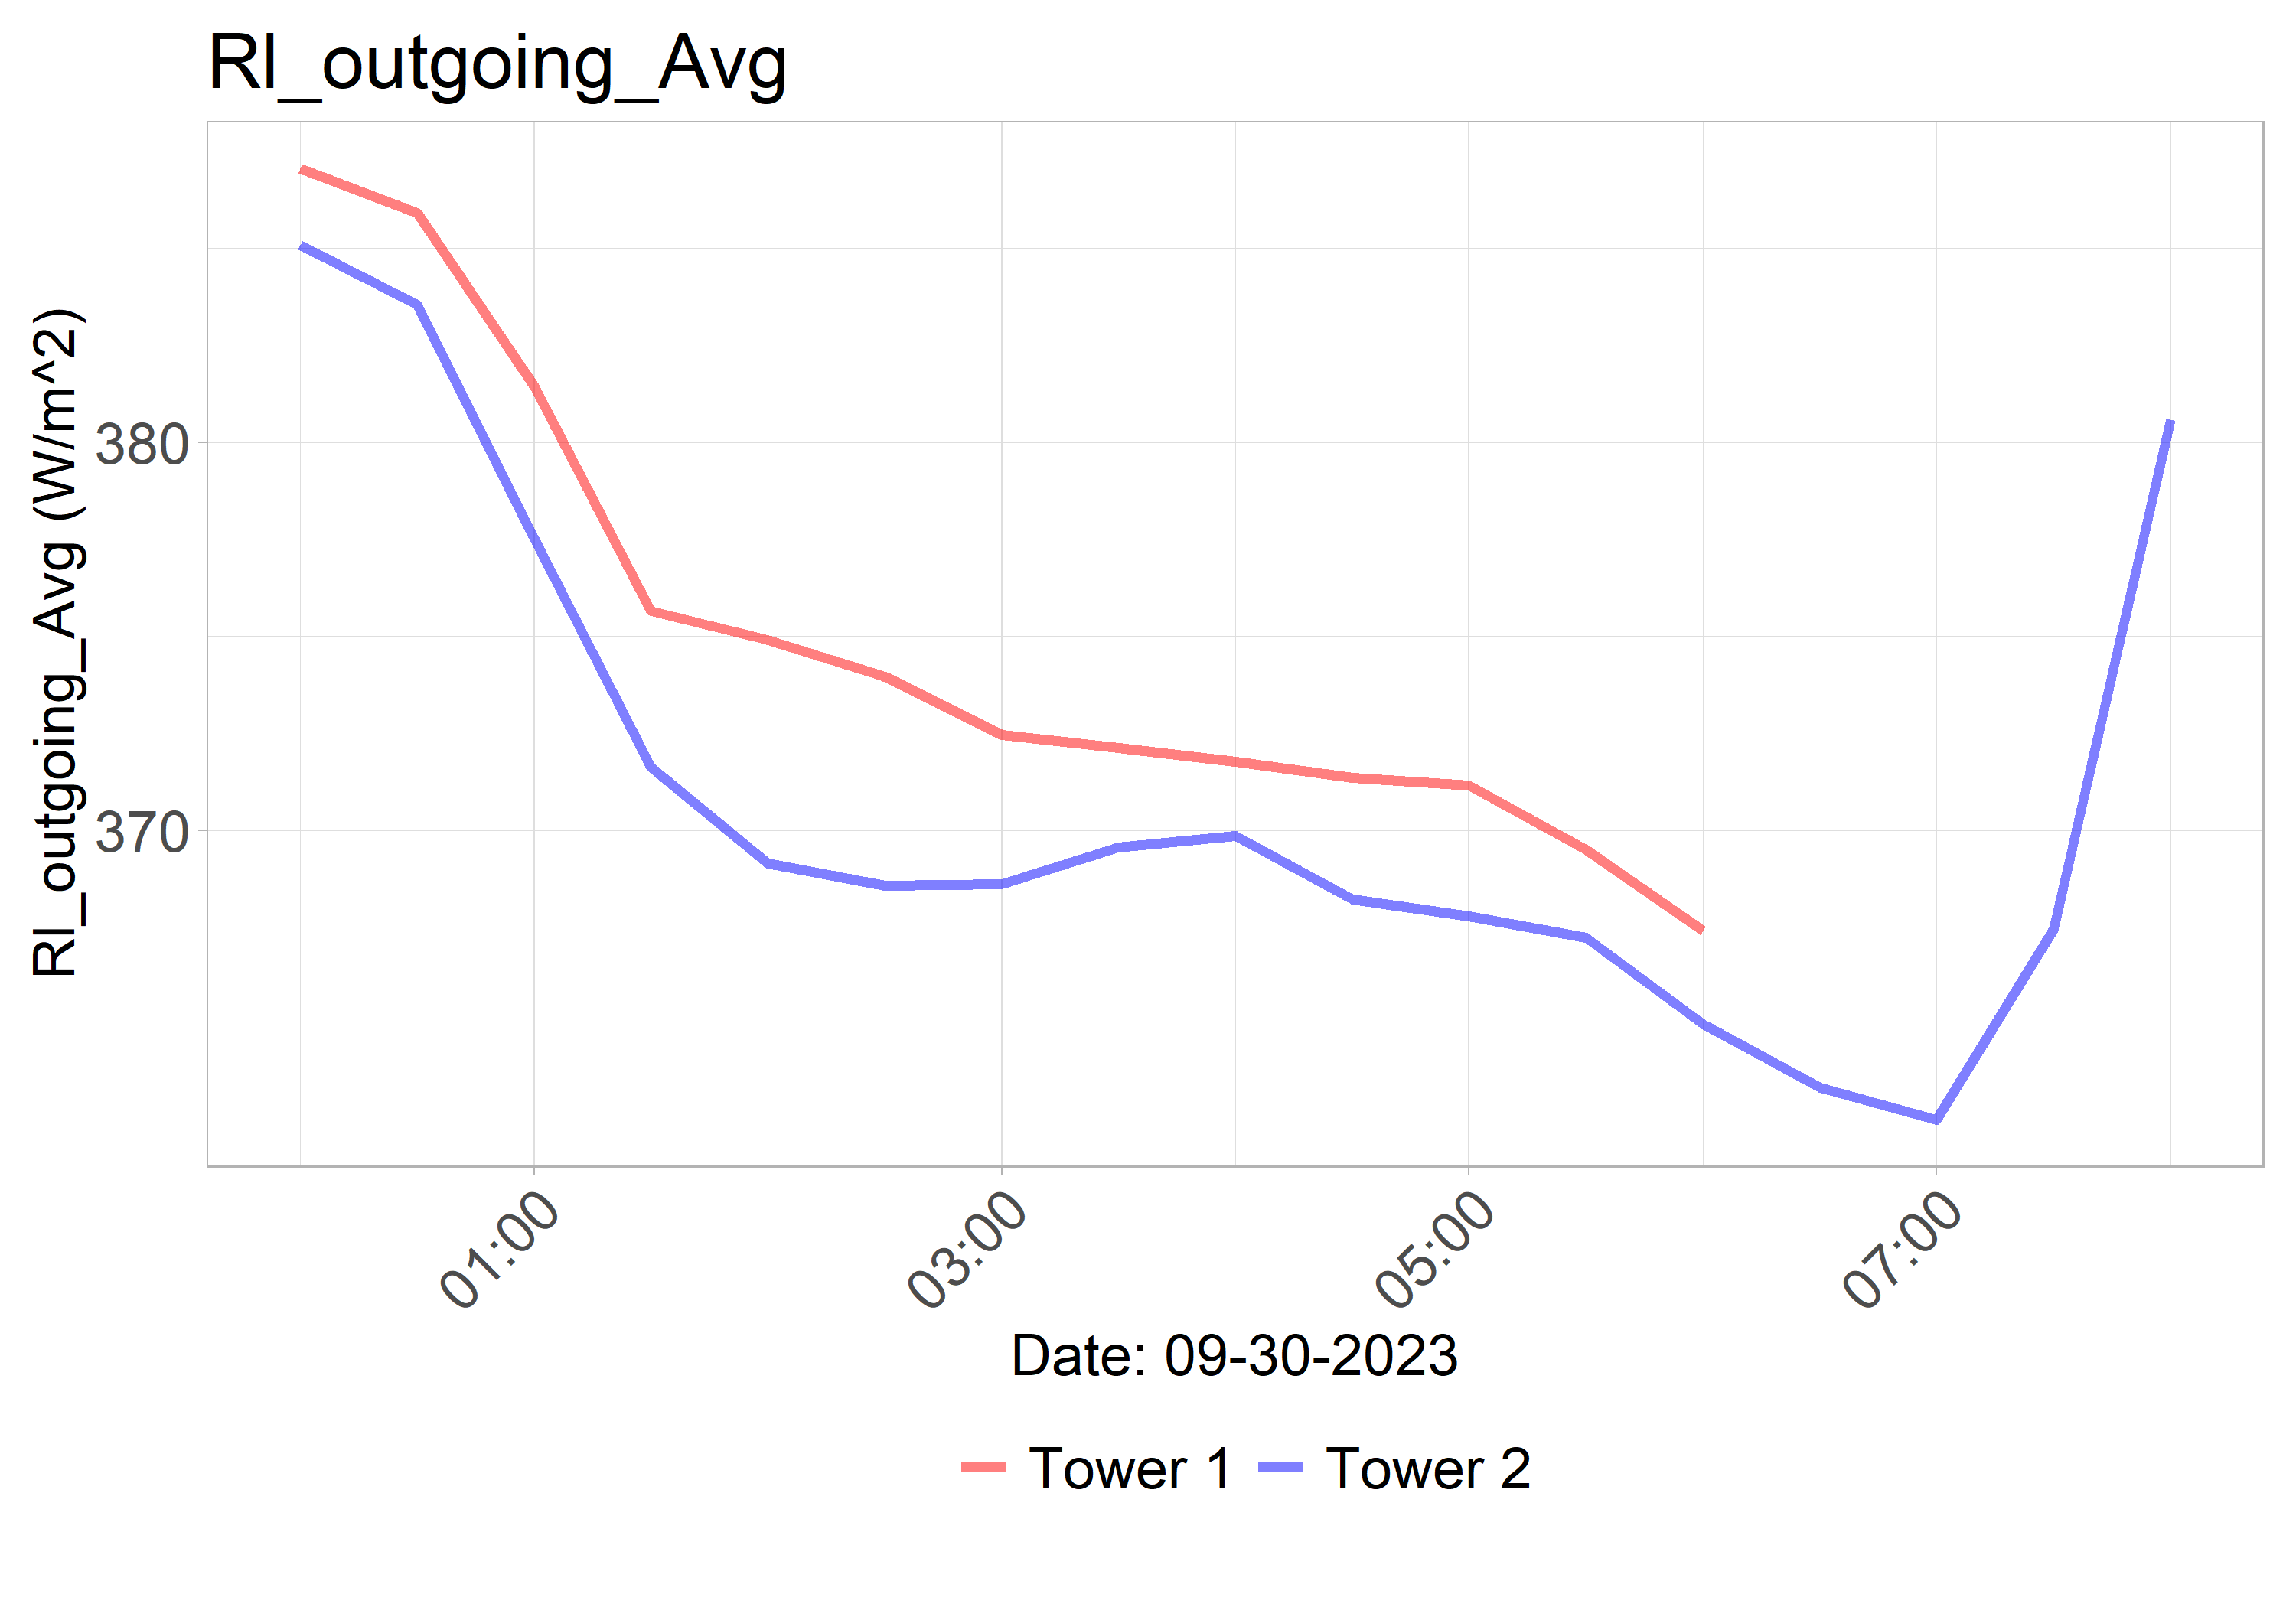 Rl_outgoing_Avg
Rl_outgoing_Avg (W/m^2)
380
370
01:00
03:00
05:00
07:00
Date: 09-30-2023
Tower 1
Tower 2